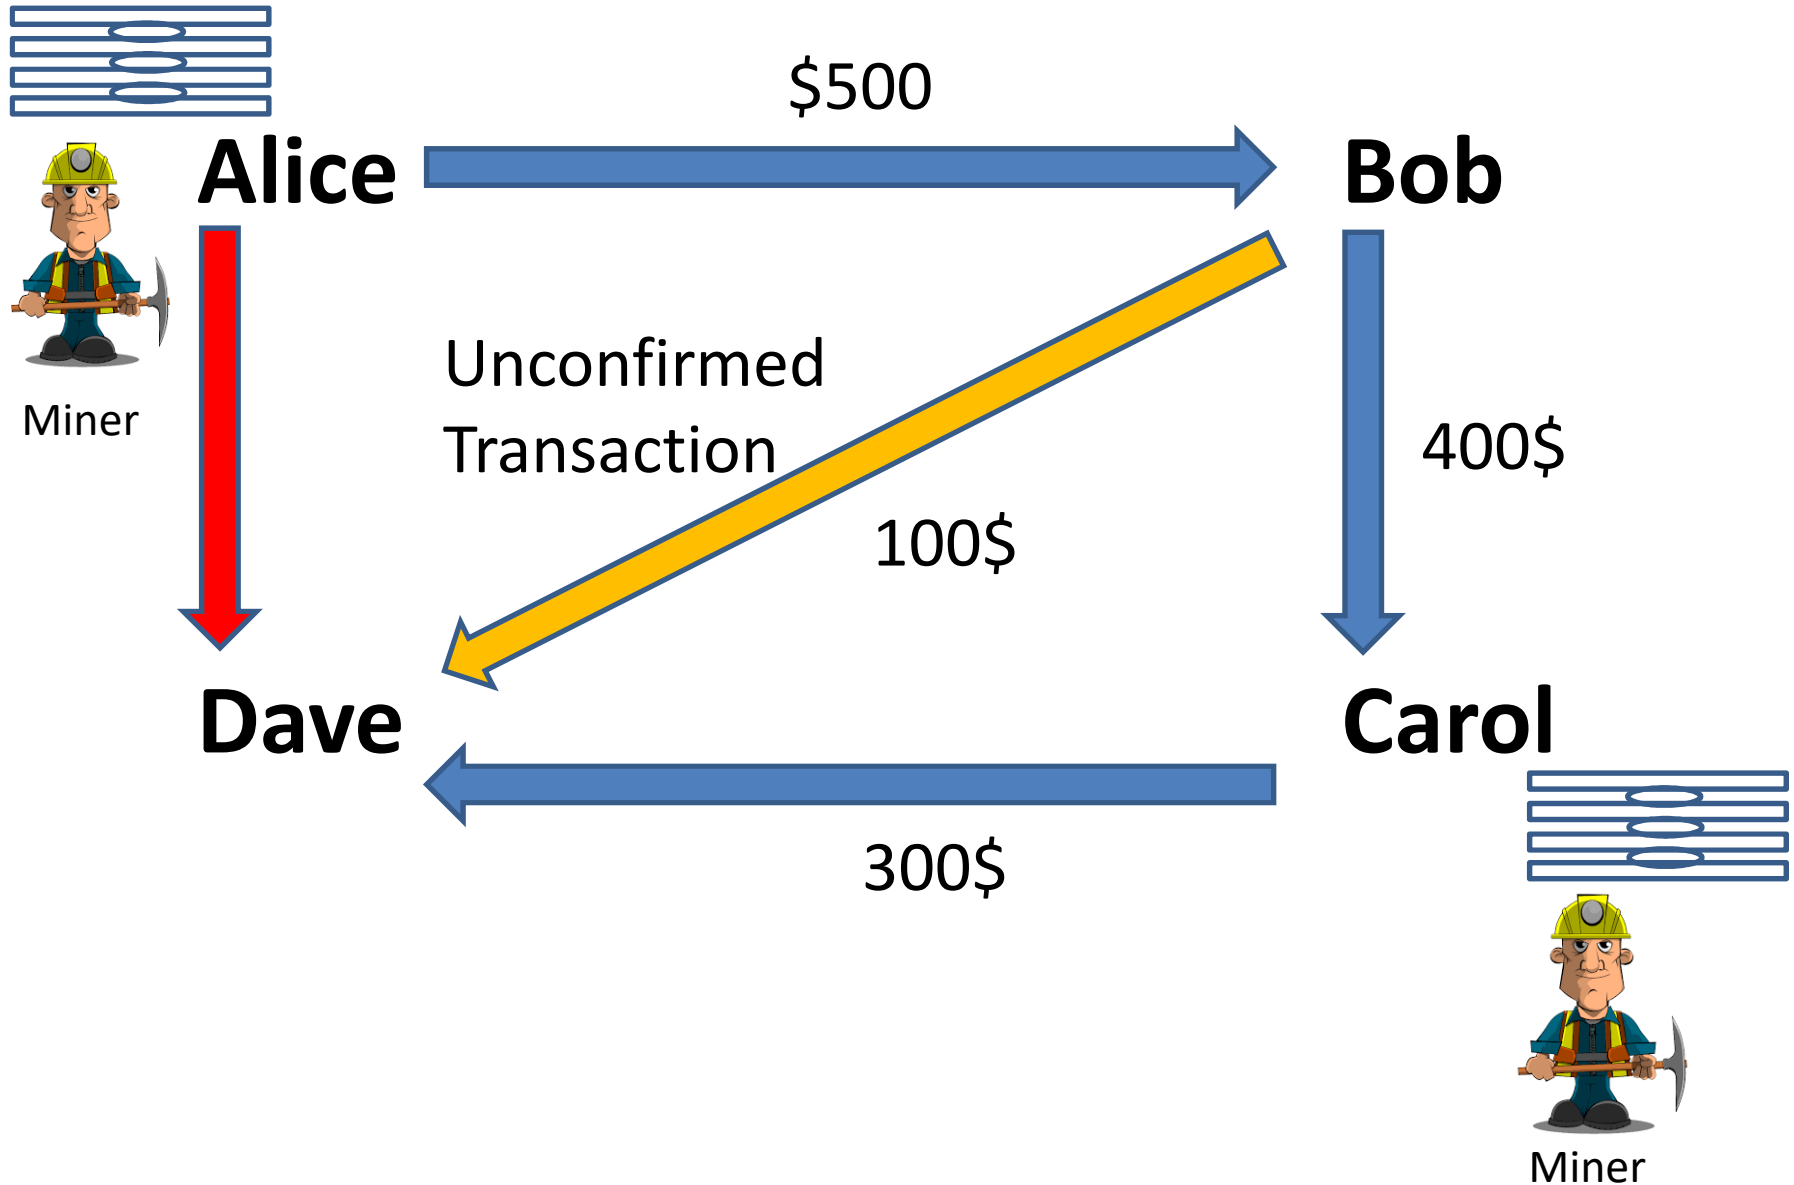 $500
Alice
Bob
Unconfirmed
Transaction
Miner
400$
100$
Dave
Carol
300$
Miner